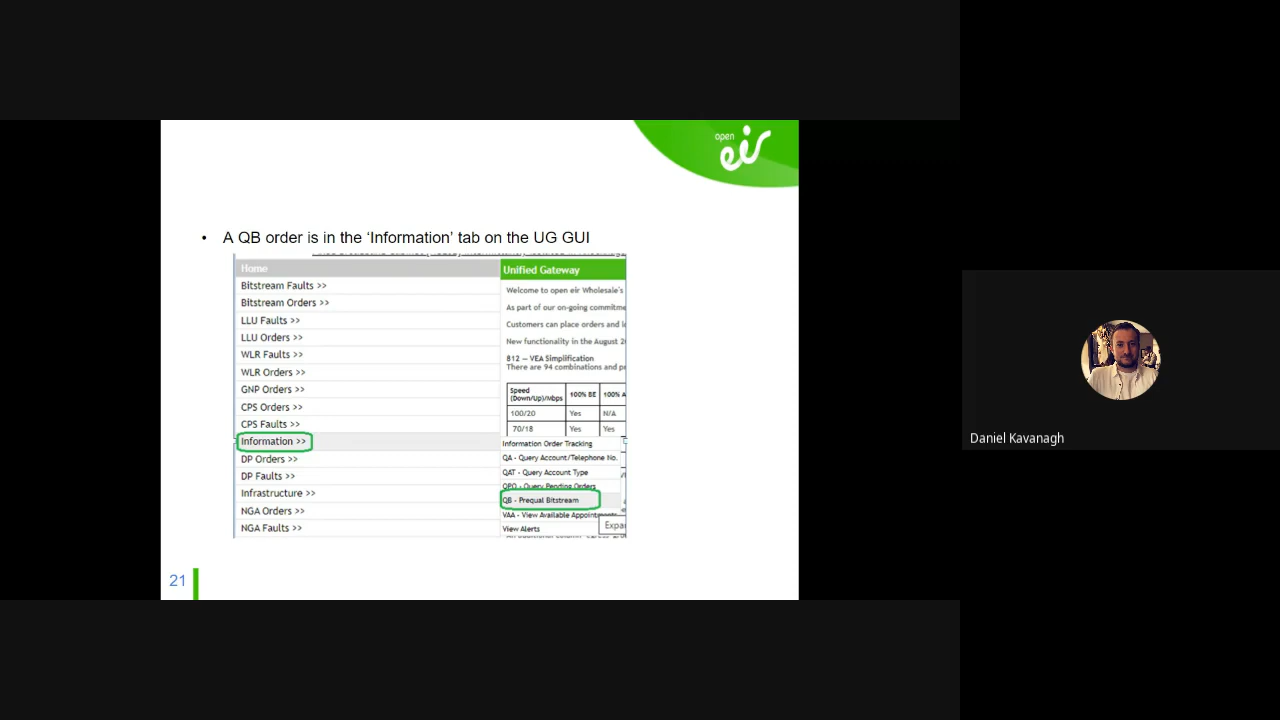 open
eir
• A QB order is in the ‘Information’ tab on the UG GUI
Home
Bitstream Faults >>
Bitstream Orders >>
LLU Faults >>
LLU Orders >>
WLR Faults >>
WLR Orders >>
GNP Orders >>
CPS Orders >>
CPS Faults >>
Information >>
DP Orders >>
DP Faults >>
Infrastructure >>
NGA Orders >>
NGA Faults >>
Unified Gateway
Welcome to open eir Wholesale's
As part of our on-going commitme
Customers can place orders and l
New functionality in the August 2
812 — VEA Simplification
There are 94 combinations and p
Speed 100% BE 100% A
(Down/Up)/Mbps
100/20 Yes N/A
70/18 Yes Yes
Information Order Tracking
QA - Query Account/Telephone No.
QAT - Query Account Type
QPO - Query Pending Orders
QB - Prequal Bitstream
VAA - View Available Appointments
View Alerts
Expa
21
Daniel Kavanagh